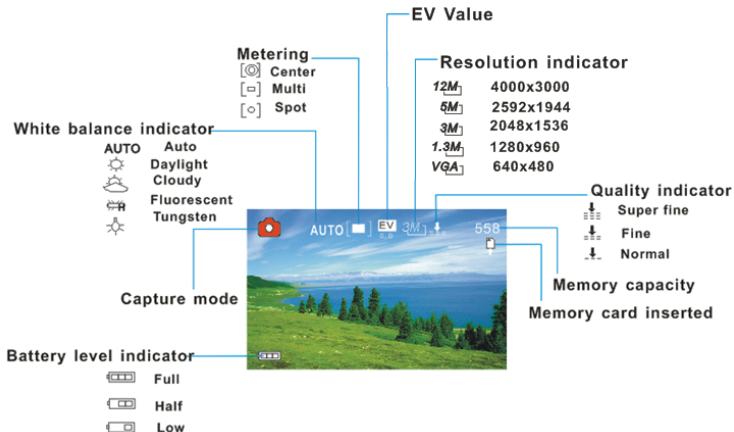 EV Value
Metering
Center
Multi
Spot
Resolution indicator
12M 4000x3000
5M 2592x1944
3M 2048x1536
1.3M 1280x960
VGA 640x480
White balance indicator
AUTO Auto
Daylight
Cloudy
Fluorescent
Tungsten
Quality indicator
Super fine
Fine
Normal
AUTO EV 3M 558
Capture mode
Memory capacity
Memory card inserted
Battery level indicator
Full
Half
Low